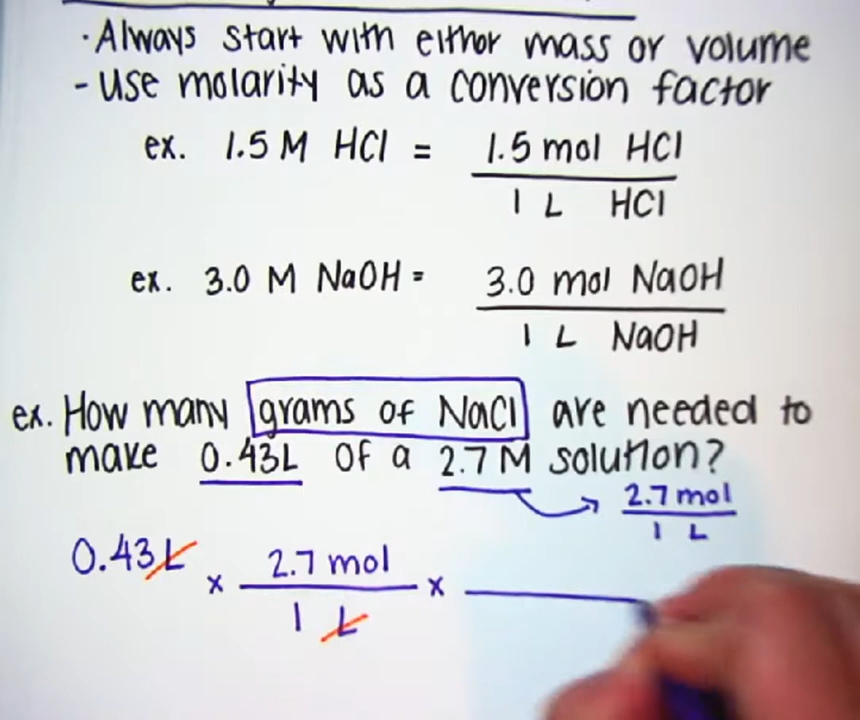 · Always start with either mass or volume
- Use molarity as a conversion factor
ex. 1.5 M HCl = 1.5 mol HCl
1 L HCl
ex. 3.0 M NaOH = 3.0 mol NaOH
1 L NaOH
ex. How many grams of NaCl are needed to
make 0.43L of a 2.7 M solution?
2.7 mol
1 L
0.43L x 2.7 mol x
1 L